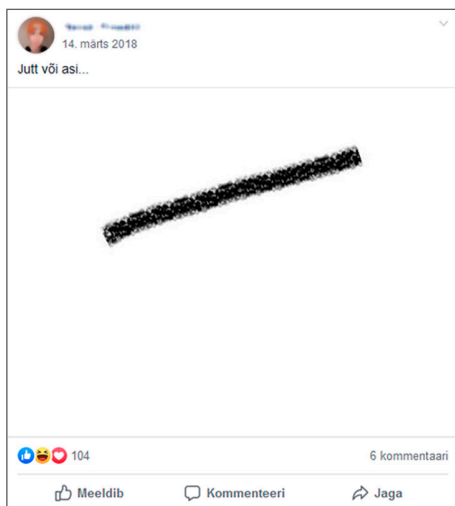 14. märts 2018
Jutt või asi...
104
6 kommentaari
Meeldib
Kommenteeri
Jaga